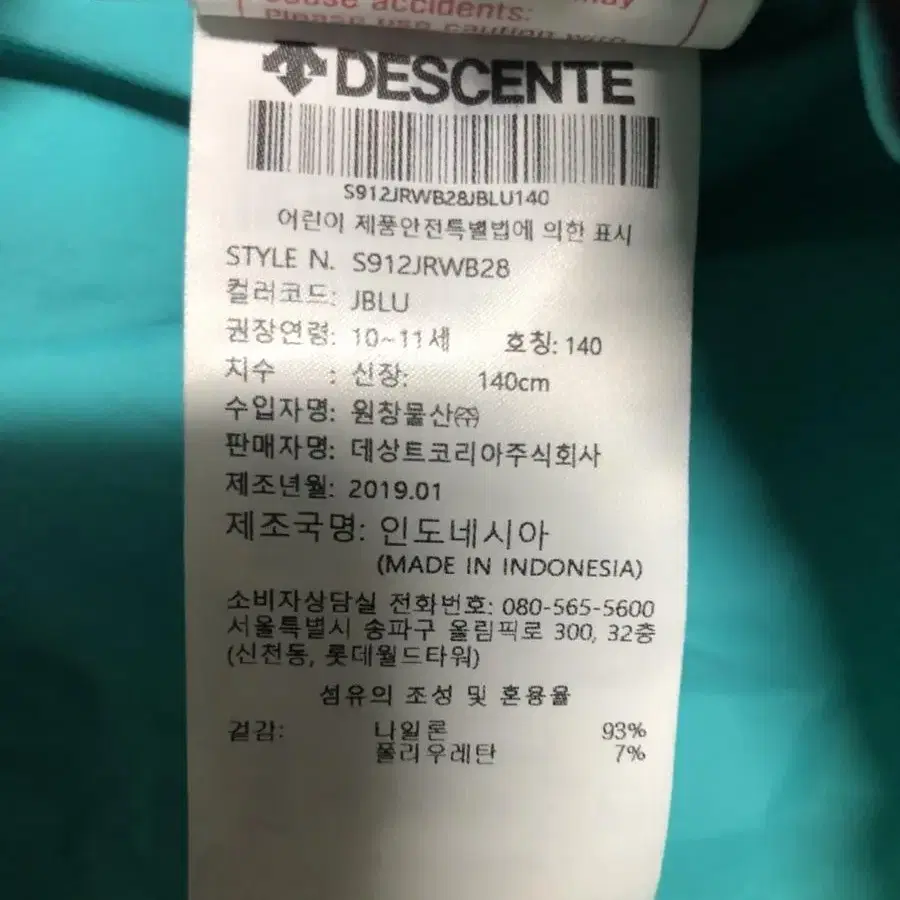 cause accidents: may
Please use caution
DESCENTE
S912JRWB28JBLU140
어린이 제품안전특별법에 의한 표시
STYLE N. S912JRWB28
컬러코드: JBLU
권장연령: 10~11세 호칭: 140
치수 : 신장: 140cm
수입자명: 원창물산㈜
판매자명: 데상트코리아주식회사
제조년월: 2019.01
제조국명: 인도네시아
(MADE IN INDONESIA)
소비자상담실 전화번호: 080-565-5600
서울특별시 송파구 올림픽로 300, 32층
(신천동, 롯데월드타워)
섬유의 조성 및 혼용율
겉감: 나일론 93%
폴리우레탄 7%